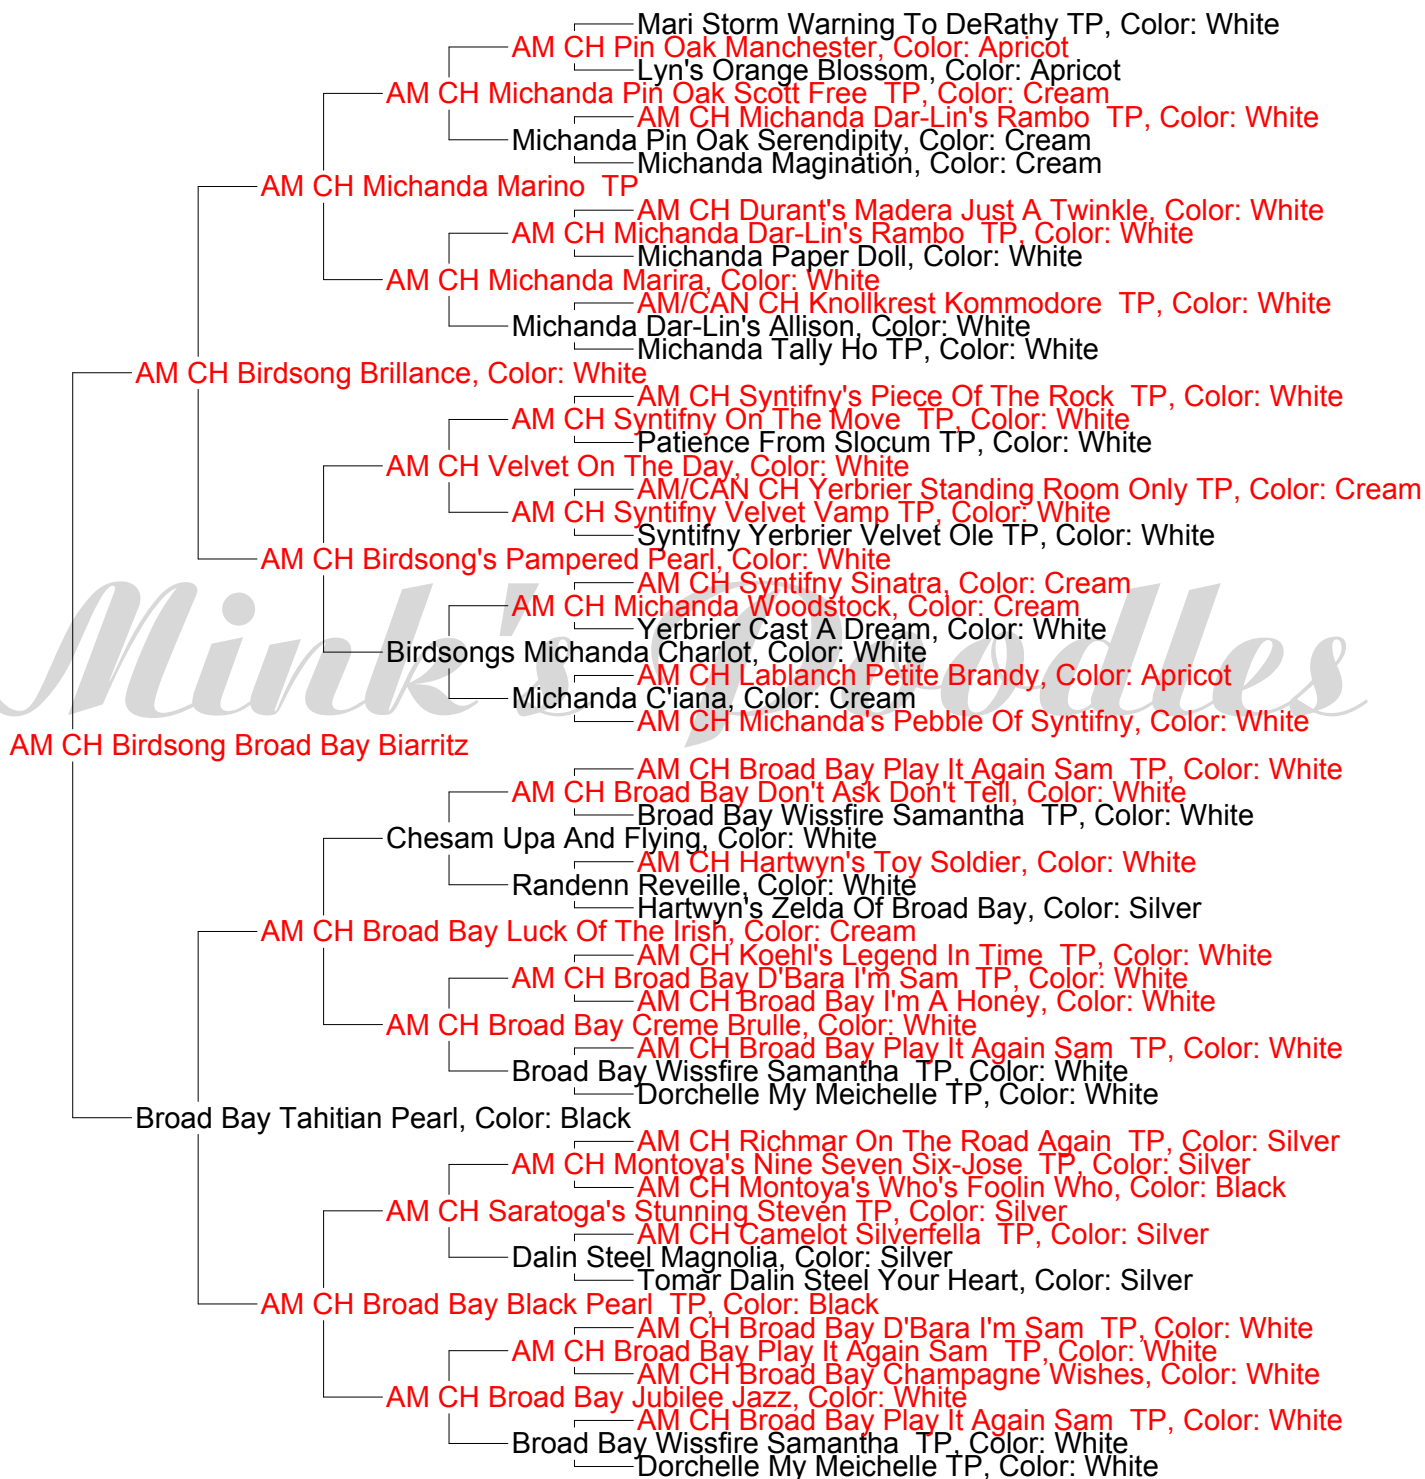 Mari Storm Warning To DeRathy TP, Color: White
AM CH Pin Oak Manchester, Color: Apricot
Lyn's Orange Blossom, Color: Apricot
AM CH Michanda Pin Oak Scott Free  TP, Color: Cream
AM CH Michanda Dar-Lin's Rambo  TP, Color: White
Michanda Pin Oak Serendipity, Color: Cream
Michanda Magination, Color: Cream
AM CH Michanda Marino  TP
AM CH Durant's Madera Just A Twinkle, Color: White
AM CH Michanda Dar-Lin's Rambo  TP, Color: White
Michanda Paper Doll, Color: White
AM CH Michanda Marira, Color: White
AM/CAN CH Knollkrest Kommodore  TP, Color: White
Michanda Dar-Lin's Allison, Color: White
Michanda Tally Ho TP, Color: White
AM CH Birdsong Brillance, Color: White
AM CH Syntifny's Piece Of The Rock  TP, Color: White
AM CH Syntifny On The Move  TP, Color: White
Patience From Slocum TP, Color: White
AM CH Velvet On The Day, Color: White
AM/CAN CH Yerbrier Standing Room Only TP, Color: Cream
AM CH Syntifny Velvet Vamp TP, Color: White
Syntifny Yerbrier Velvet Ole TP, Color: White
AM CH Birdsong's Pampered Pearl, Color: White
AM CH Syntifny Sinatra, Color: Cream
AM CH Michanda Woodstock, Color: Cream
Yerbrier Cast A Dream, Color: White
Birdsongs Michanda Charlot, Color: White
AM CH Lablanch Petite Brandy, Color: Apricot
Michanda C'iana, Color: Cream
AM CH Michanda's Pebble Of Syntifny, Color: White
Mink's Poodles
AM CH Birdsong Broad Bay Biarritz
AM CH Broad Bay Play It Again Sam  TP, Color: White
AM CH Broad Bay Don't Ask Don't Tell, Color: White
Broad Bay Wissfire Samantha  TP, Color: White
Chesam Upa And Flying, Color: White
AM CH Hartwyn's Toy Soldier, Color: White
Randenn Reveille, Color: White
Hartwyn's Zelda Of Broad Bay, Color: Silver
AM CH Broad Bay Luck Of The Irish, Color: Cream
AM CH Koehl's Legend In Time  TP, Color: White
AM CH Broad Bay D'Bara I'm Sam  TP, Color: White
AM CH Broad Bay I'm A Honey, Color: White
AM CH Broad Bay Creme Brulle, Color: White
AM CH Broad Bay Play It Again Sam  TP, Color: White
Broad Bay Wissfire Samantha  TP, Color: White
Dorchelle My Meichelle TP, Color: White
Broad Bay Tahitian Pearl, Color: Black
AM CH Richmar On The Road Again  TP, Color: Silver
AM CH Montoya's Nine Seven Six-Jose  TP, Color: Silver
AM CH Montoya's Who's Foolin Who, Color: Black
AM CH Saratoga's Stunning Steven TP, Color: Silver
AM CH Camelot Silverfella  TP, Color: Silver
Dalin Steel Magnolia, Color: Silver
Tomar Dalin Steel Your Heart, Color: Silver
AM CH Broad Bay Black Pearl  TP, Color: Black
AM CH Broad Bay D'Bara I'm Sam  TP, Color: White
AM CH Broad Bay Play It Again Sam  TP, Color: White
AM CH Broad Bay Champagne Wishes, Color: White
AM CH Broad Bay Jubilee Jazz, Color: White
AM CH Broad Bay Play It Again Sam  TP, Color: White
Broad Bay Wissfire Samantha  TP, Color: White
Dorchelle My Meichelle TP, Color: White